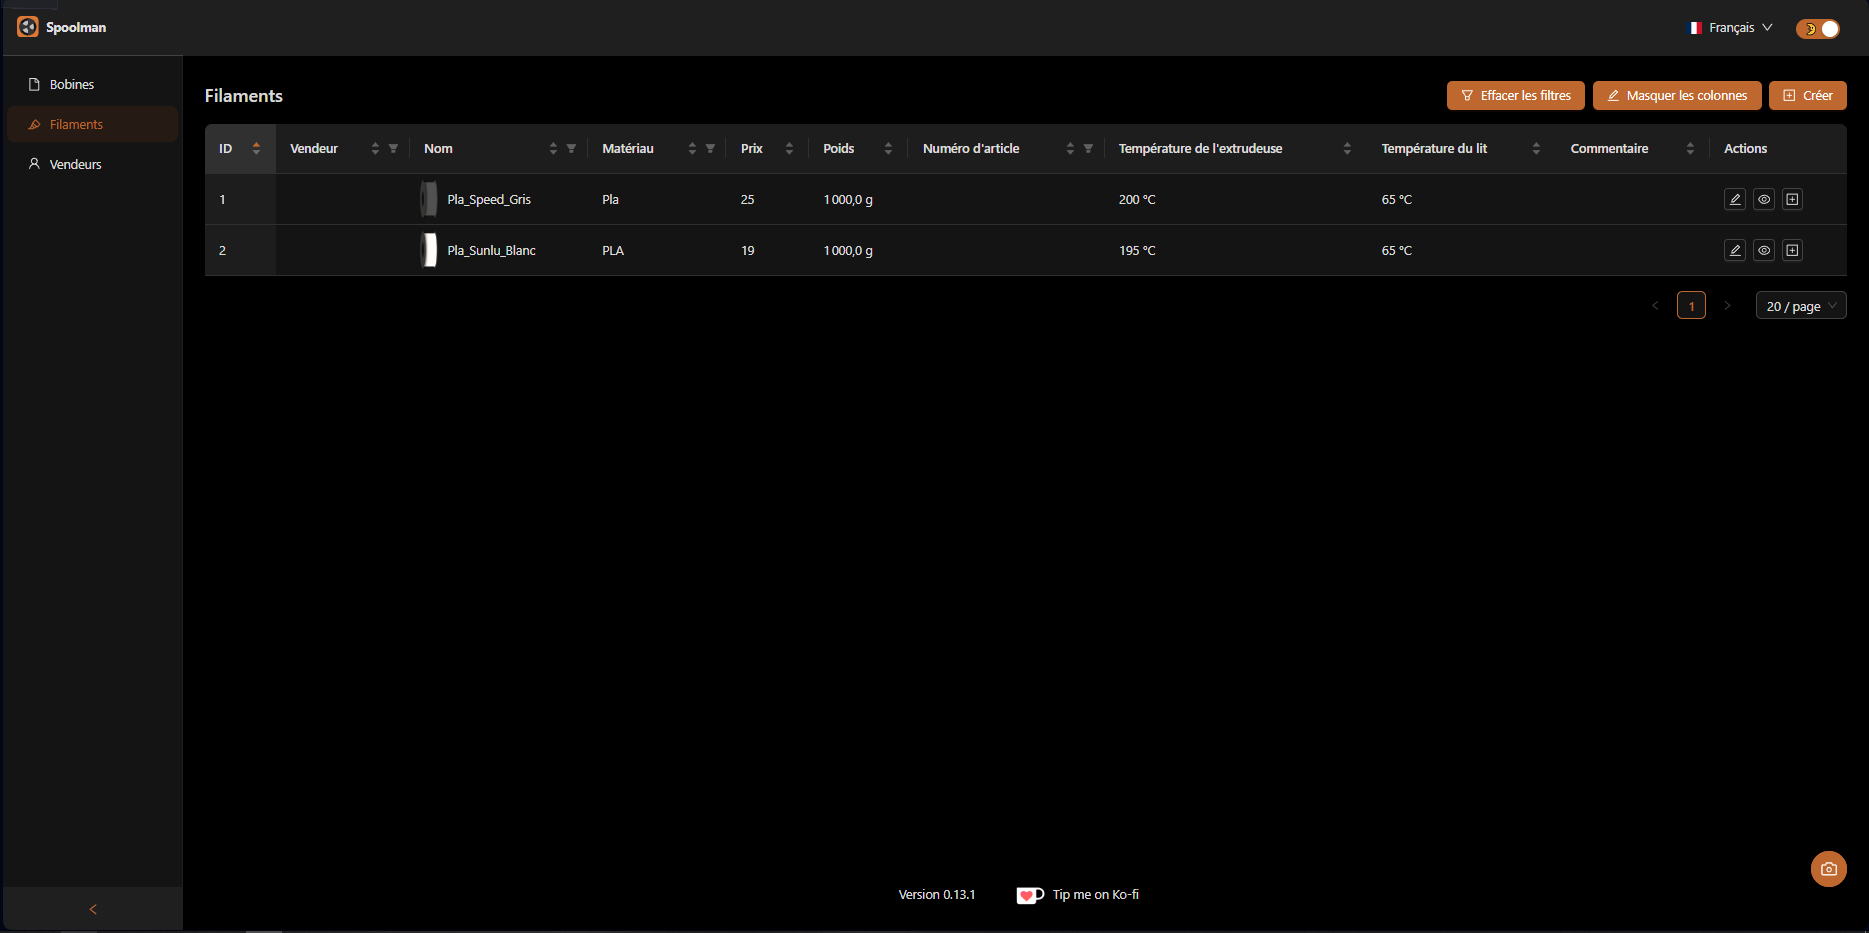 Spoolman
Français
Bobines
Filaments
Vendeurs
Filaments
Effacer les filtres
Masquer les colonnes
Créer
ID Vendeur Nom Matériau Prix Poids Numéro d'article Température de l'extrudeuse Température du lit Commentaire Actions
1 Pla_Speed_Gris Pla 25 1 000,0 g 200 °C 65 °C
2 Pla_Sunlu_Blanc PLA 19 1 000,0 g 195 °C 65 °C
1
20 / page
Version 0.13.1
Tip me on Ko-fi